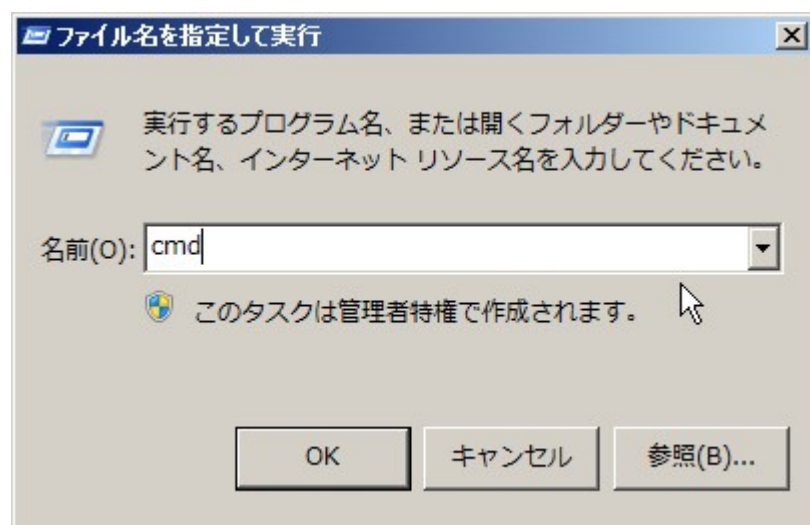 ファイル名を指定して実行
実行するプログラム名、または開くフォルダーやドキュメ
ント名、インターネット リソース名を入力してください。
名前(O): cmd
このタスクは管理者特権で作成されます。
OK キャンセル 参照(B)...